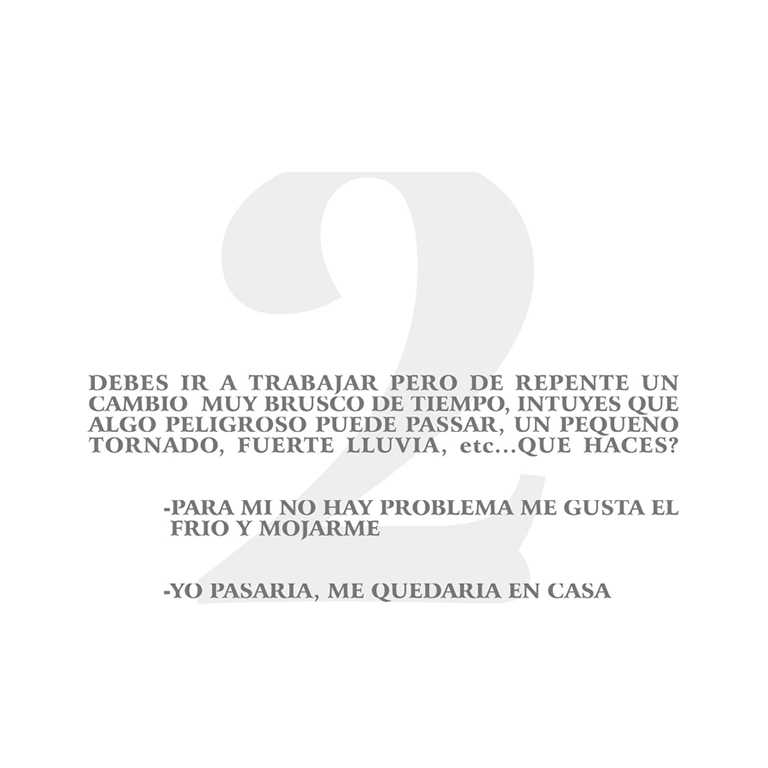 2
DEBES IR A TRABAJAR PERO DE REPENTE UN
CAMBIO MUY BRUSCO DE TIEMPO, INTUYES QUE
ALGO PELIGROSO PUEDE PASSAR, UN PEQUENO
TORNADO, FUERTE LLUVIA, etc...QUE HACES?
-PARA MI NO HAY PROBLEMA ME GUSTA EL
FRIO Y MOJARME
-YO PASARIA, ME QUEDARIA EN CASA